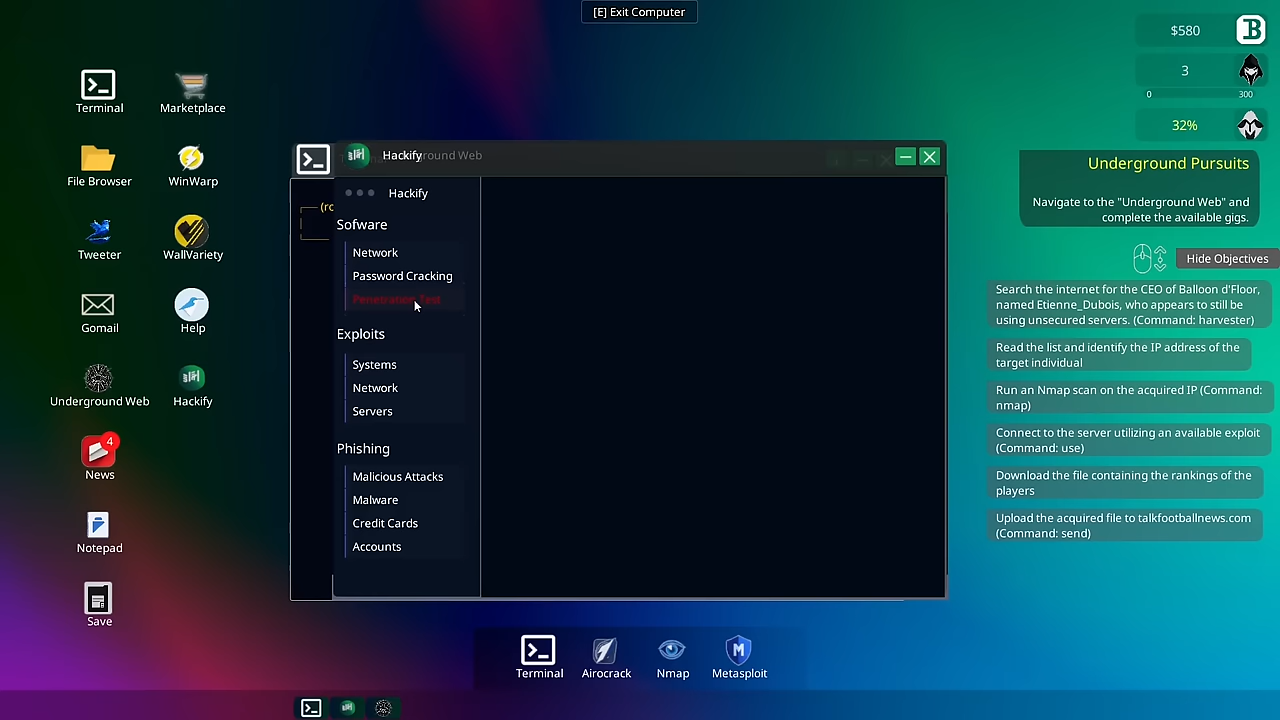 [E] Exit Computer
$580
3
0 300
32%
Underground Pursuits
Navigate to the "Underground Web" and
complete the available gigs.
Hide Objectives
Search the internet for the CEO of Balloon d'Floor,
named Etienne_Dubois, who appears to still be
using unsecured servers. (Command: harvester)
Read the list and identify the IP address of the
target individual
Run an Nmap scan on the acquired IP (Command:
nmap)
Connect to the server utilizing an available exploit
(Command: use)
Download the file containing the rankings of the
players
Upload the acquired file to talkfootballnews.com
(Command: send)
Terminal
Marketplace
File Browser
WinWarp
Tweeter
WallVariety
Gomail
Help
Underground Web
Hackify
4
News
Notepad
Save
Hackify
ground Web
(ro
Hackify
Sofware
Network
Password Cracking
Penetration Test
Exploits
Systems
Network
Servers
Phishing
Malicious Attacks
Malware
Credit Cards
Accounts
Terminal
Airocrack
Nmap
Metasploit